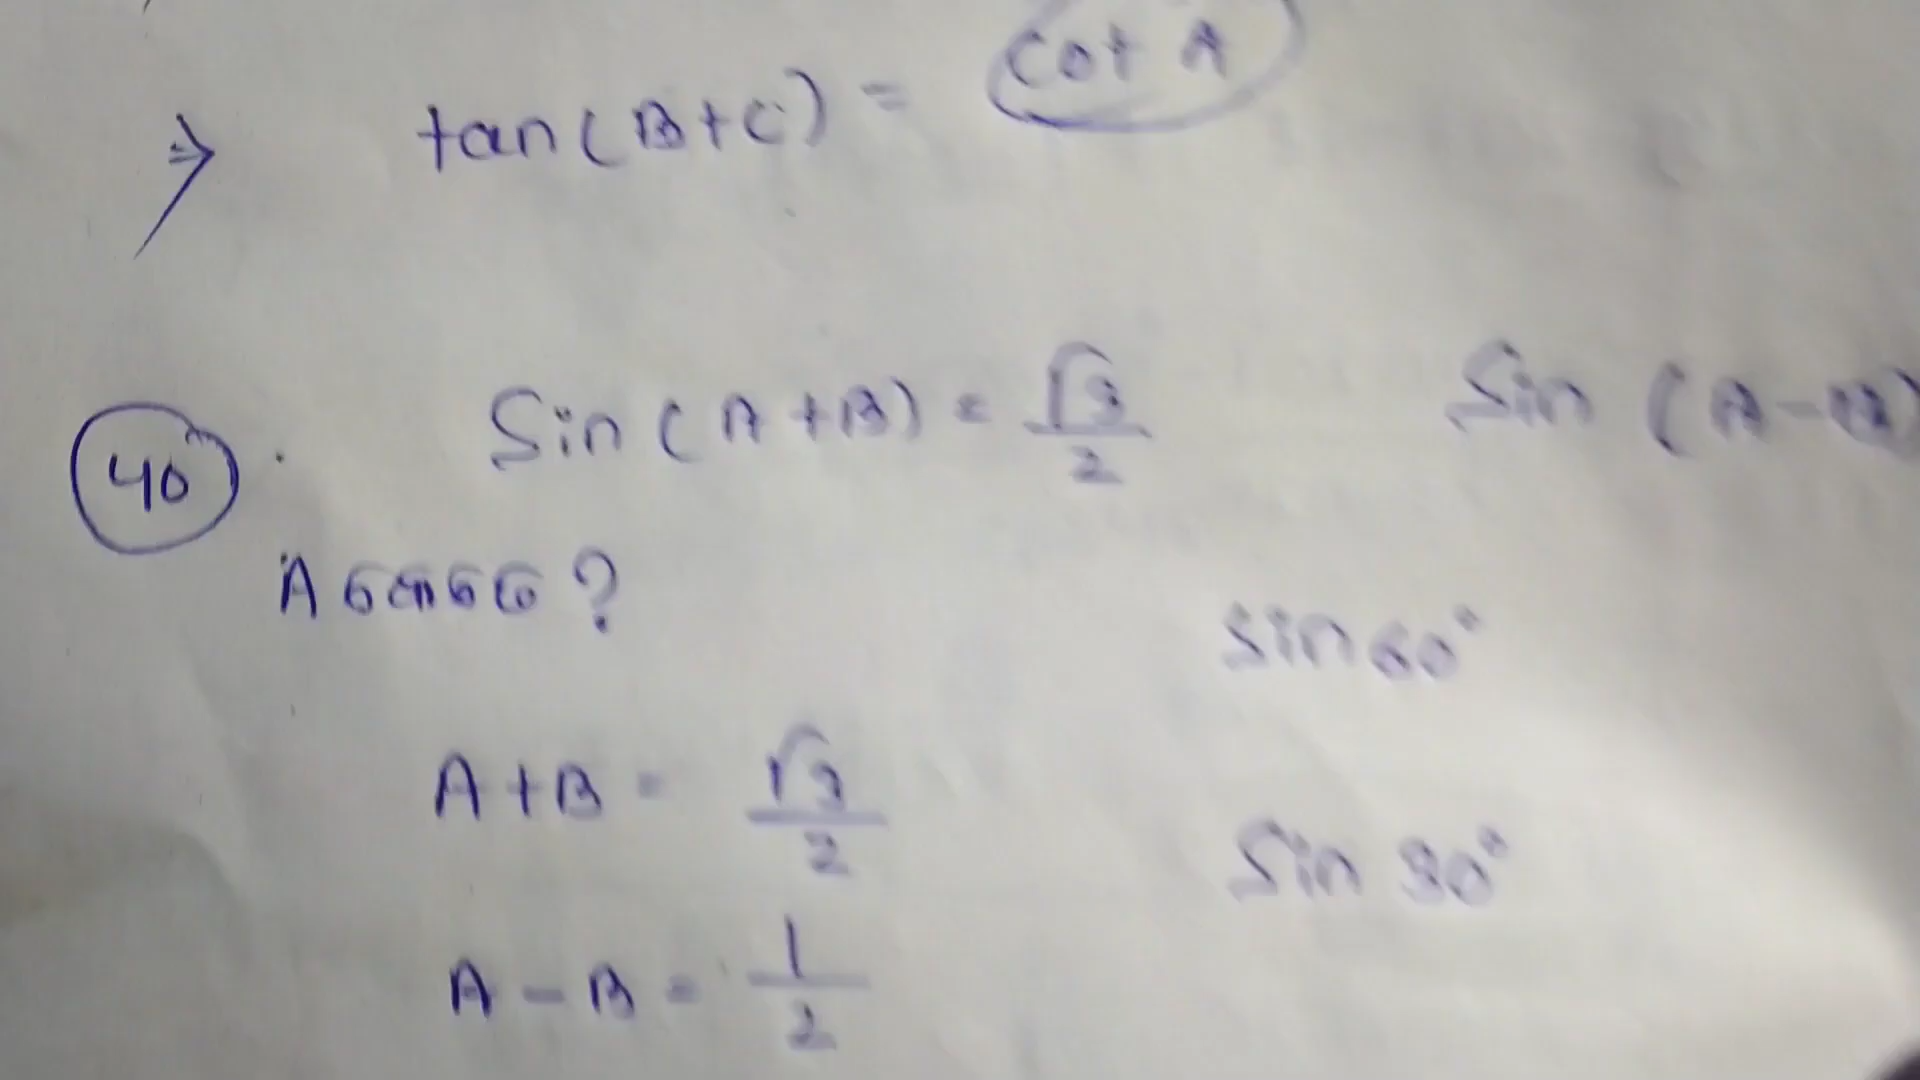 ⇒ tan(B+C) = cot A
40. Sin(A+B) = √3/2 Sin (A-B)
sin 60°
A+B = √3/2
Sin 30°
A-B = 1/2